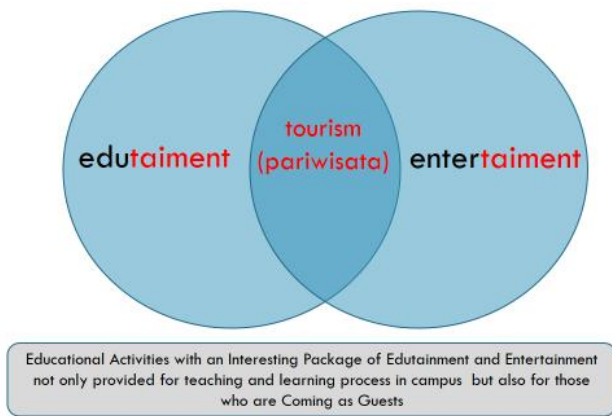 edutaiment
tourism
(pariwisata)
entertaiment
Educational Activities with an Interesting Package of Edutainment and Entertainment
not only provided for teaching and learning process in campus but also for those
who are Coming as Guests